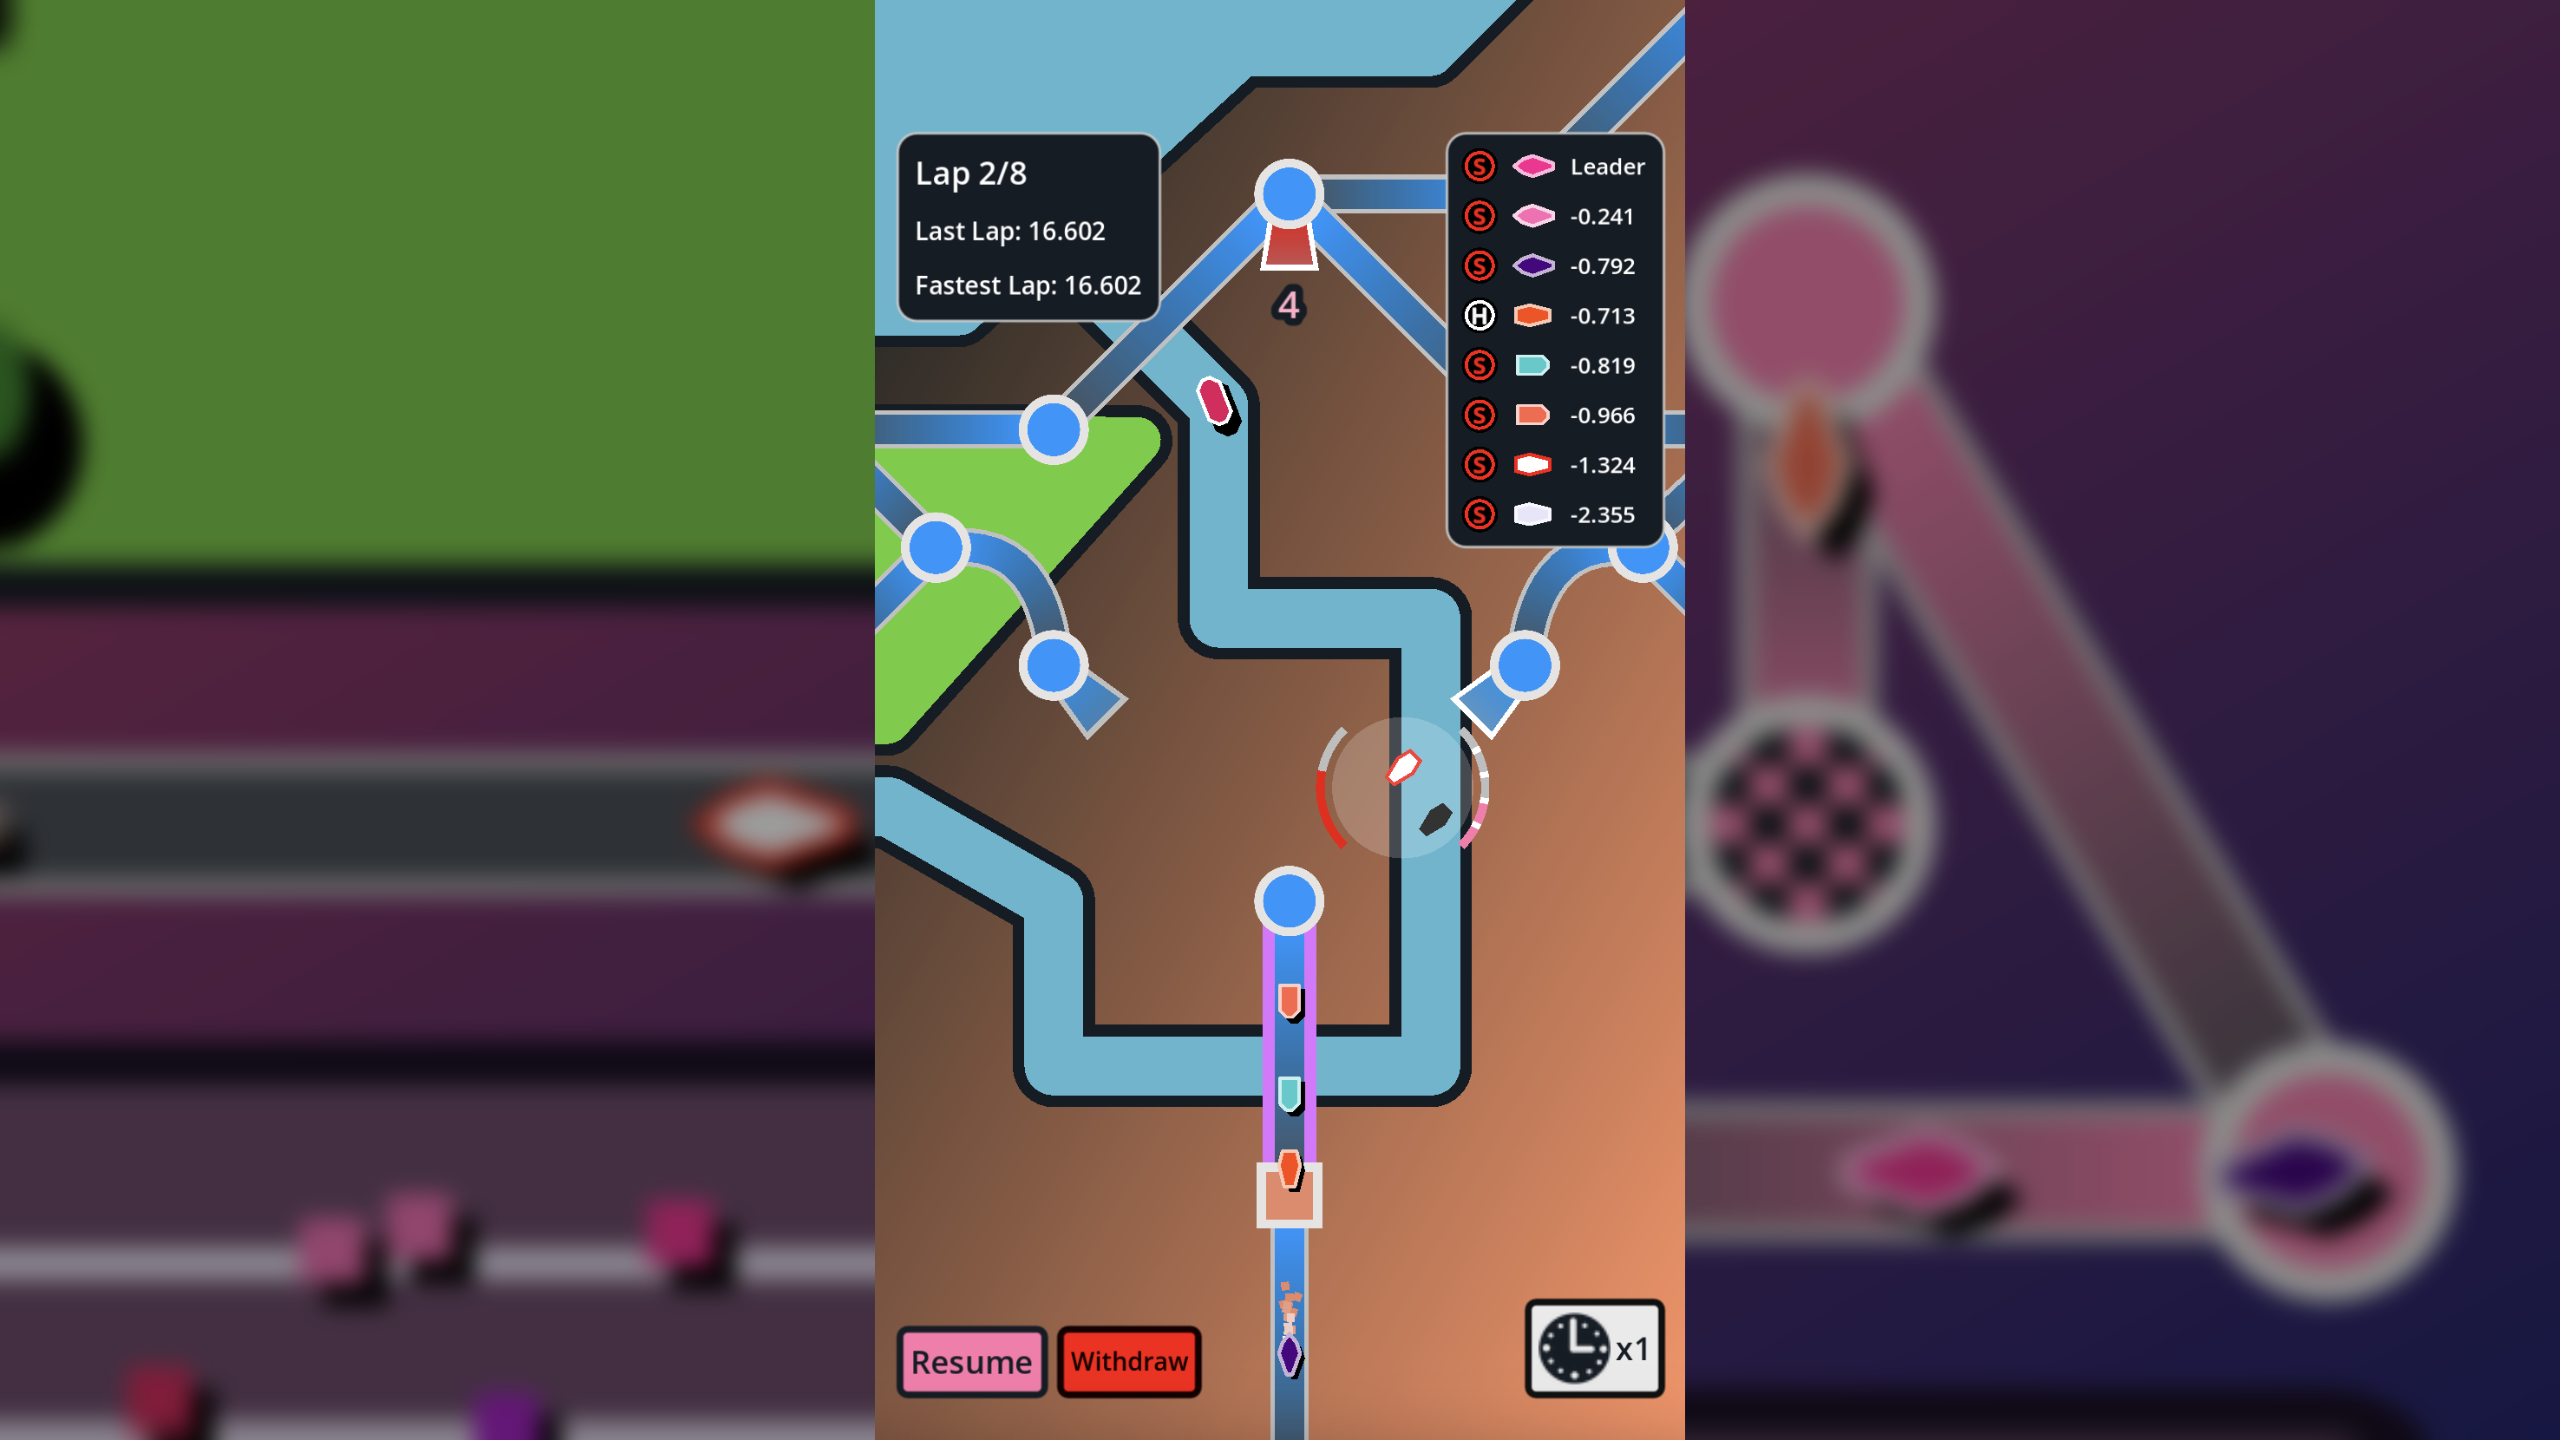 Lap 2/8
Last Lap: 16.602
Fastest Lap: 16.602
4
S Leader
S -0.241
S -0.792
H -0.713
S -0.819
S -0.966
S -1.324
S -2.355
Resume
Withdraw
x1